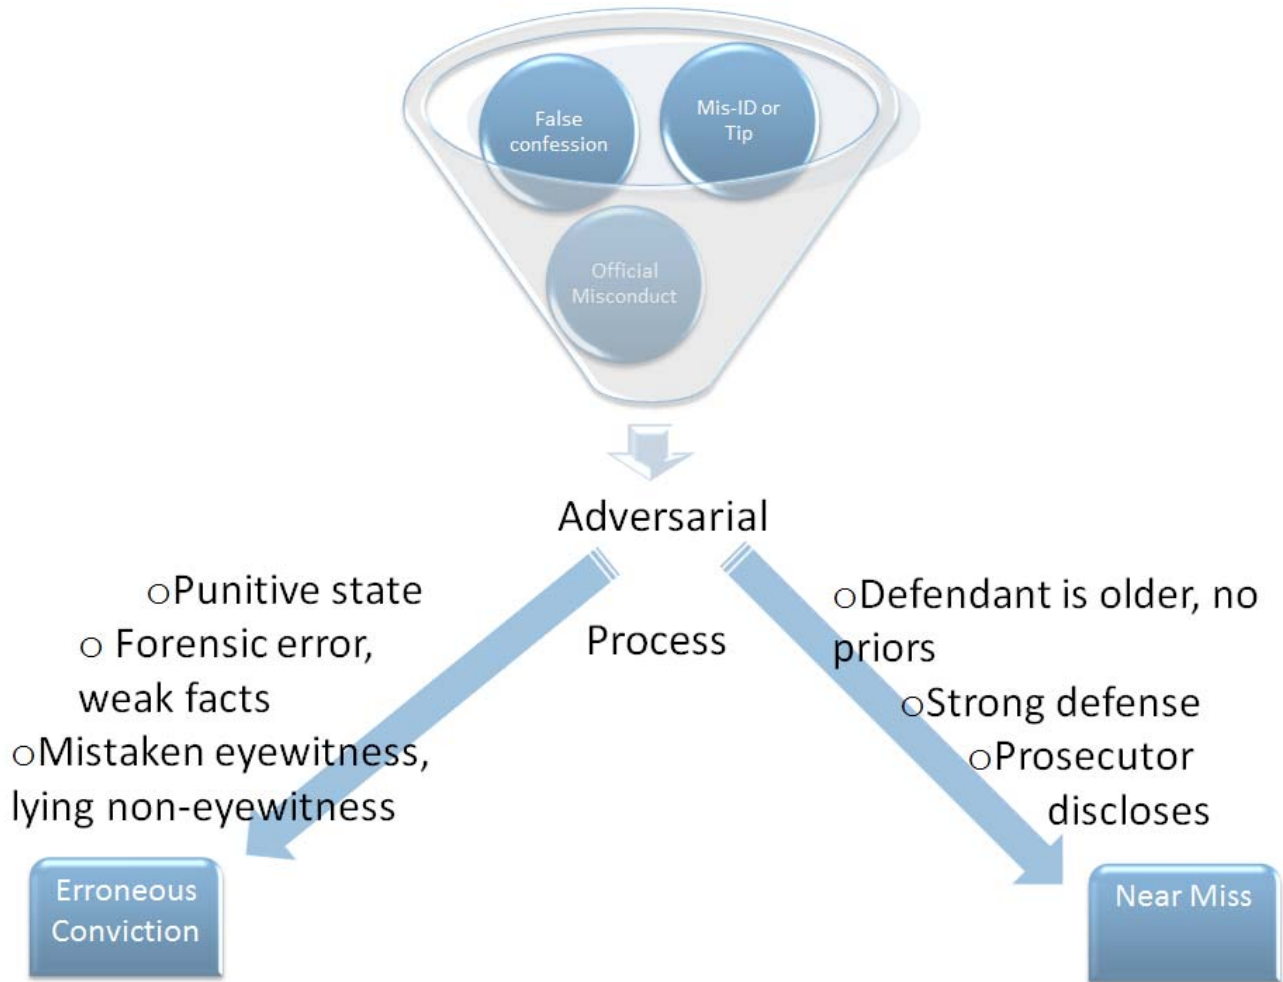 False
confession
Mis-ID or
Tip
Official
Misconduct
Adversarial
Process
○Punitive state
○ Forensic error,
weak facts
○Mistaken eyewitness,
lying non-eyewitness
○Defendant is older, no
priors
○Strong defense
○Prosecutor
discloses
Erroneous
Conviction
Near Miss